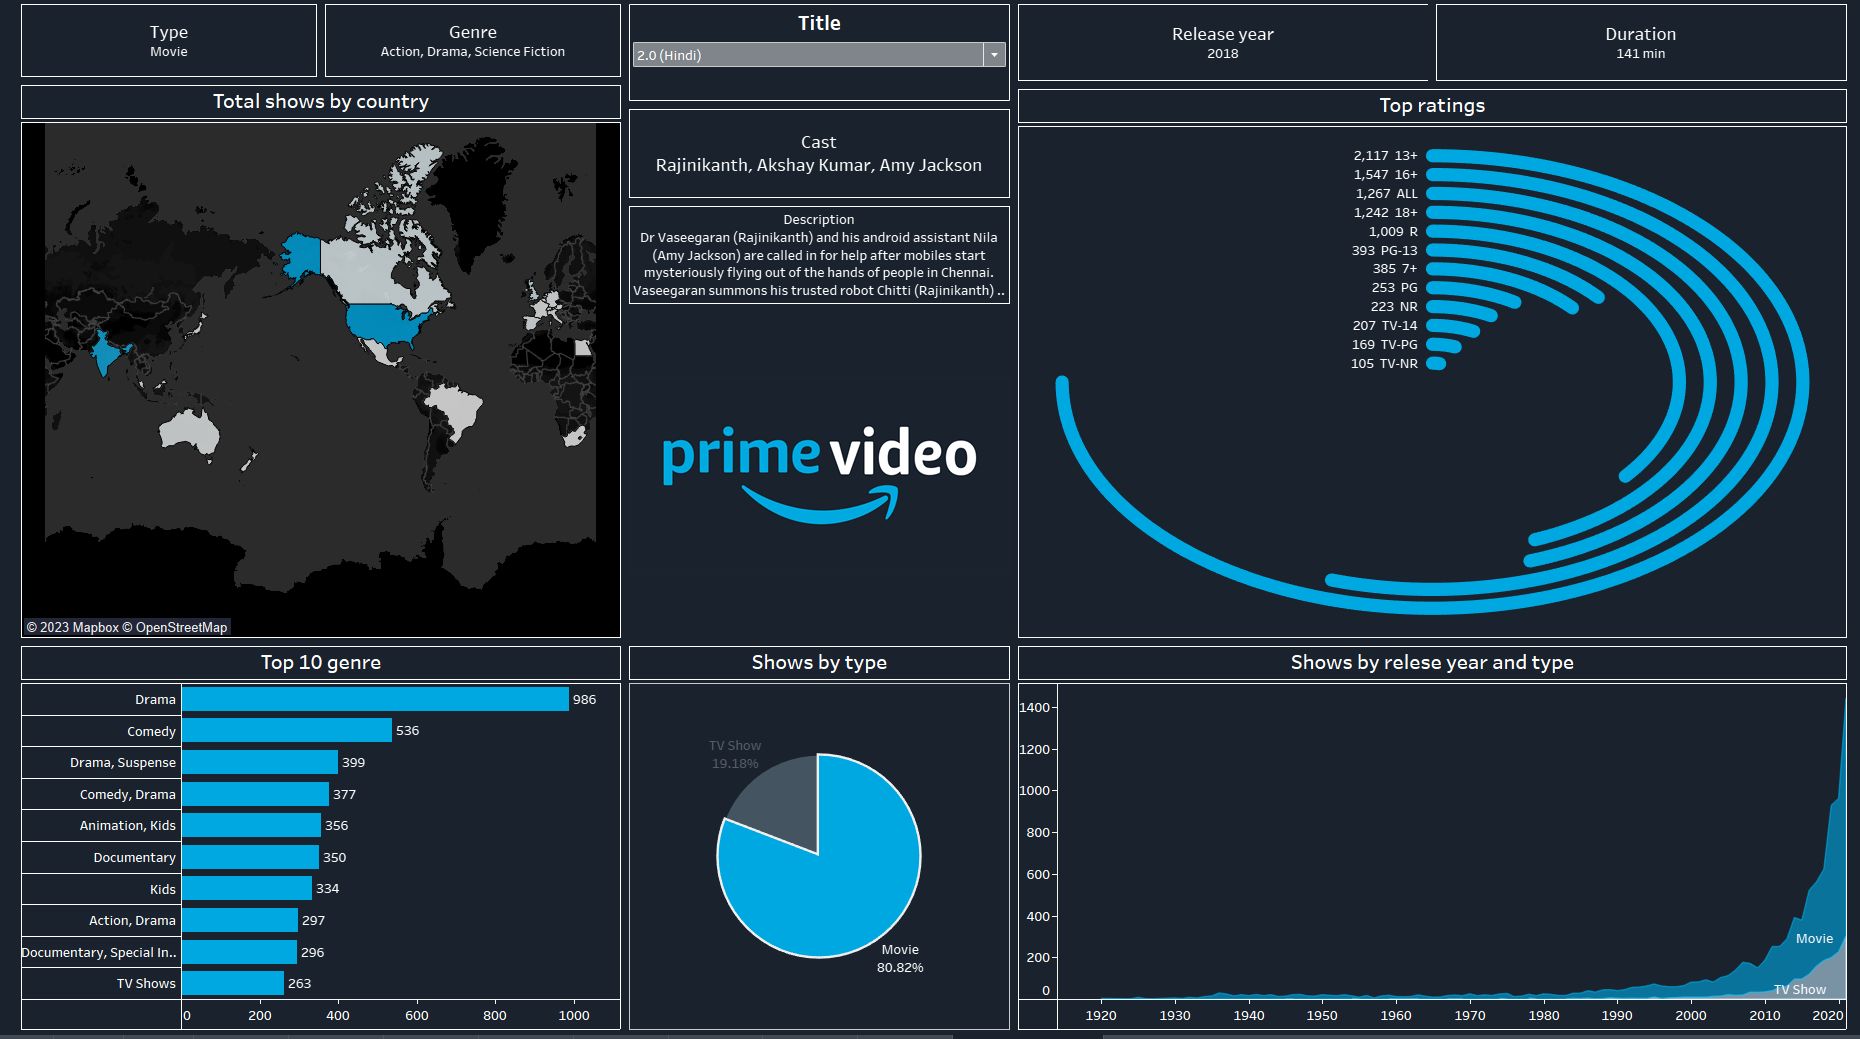 Type
Movie
Genre
Action, Drama, Science Fiction
Title
2.0 (Hindi)
Release year
2018
Duration
141 min
Total shows by country
© 2023 Mapbox © OpenStreetMap
Cast
Rajinikanth, Akshay Kumar, Amy Jackson
Description
Dr Vaseegaran (Rajinikanth) and his android assistant Nila
(Amy Jackson) are called in for help after mobiles start
mysteriously flying out of the hands of people in Chennai.
Vaseegaran summons his trusted robot Chitti (Rajinikanth) ..
prime video
Top ratings
2,117 13+
1,547 16+
1,267 ALL
1,242 18+
1,009 R
393 PG-13
385 7+
253 PG
223 NR
207 TV-14
169 TV-PG
105 TV-NR
Top 10 genre
Drama 986
Comedy 536
Drama, Suspense 399
Comedy, Drama 377
Animation, Kids 356
Documentary 350
Kids 334
Action, Drama 297
Documentary, Special In.. 296
TV Shows 263
0 200 400 600 800 1000
Shows by type
TV Show
19.18%
Movie
80.82%
Shows by relese year and type
1400
1200
1000
800
600
400
200
0
Movie
TV Show
1920 1930 1940 1950 1960 1970 1980 1990 2000 2010 2020